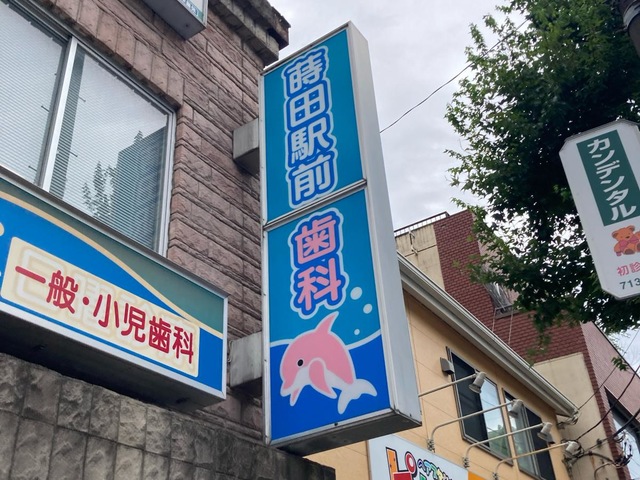 蒔田駅前
歯科
一般・小児歯科
カンデンタル
初診
713